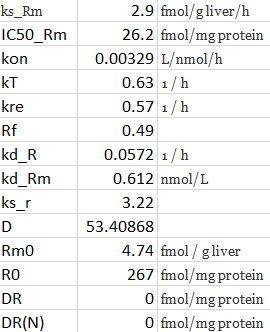 ks_Rm 2.9 fmol/g liver/h
IC50_Rm 26.2 fmol/mg protein
kon 0.00329 L/nmol/h
kT 0.63 1 / h
kre 0.57 1 / h
Rf 0.49
kd_R 0.0572 1 / h
kd_Rm 0.612 nmol/L
ks_r 3.22
D 53.40868
Rm0 4.74 fmol / g liver
R0 267 fmol/mg protein
DR 0 fmol/mg protein
DR(N) 0 fmol/mg protein